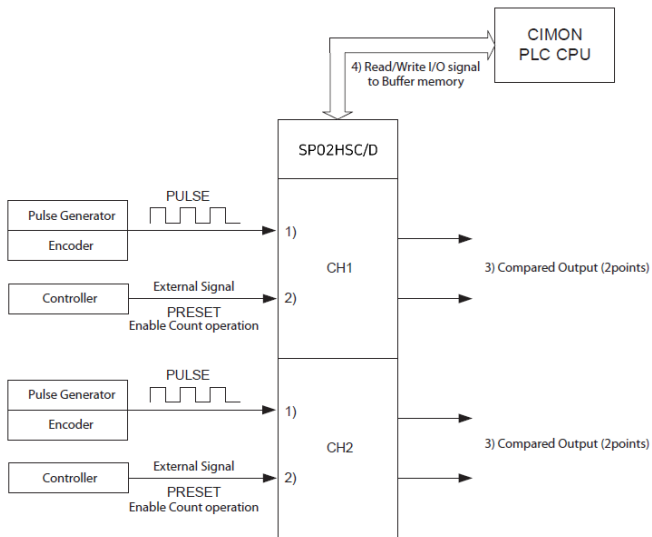 CIMON
PLC CPU
4) Read/Write I/O signal
to Buffer memory
SP02HSC/D
PULSE
Pulse Generator
Encoder
1)
CH1
3) Compared Output (2points)
Controller
External Signal
2)
PRESET
Enable Count operation
PULSE
Pulse Generator
Encoder
1)
CH2
3) Compared Output (2points)
Controller
External Signal
2)
PRESET
Enable Count operation